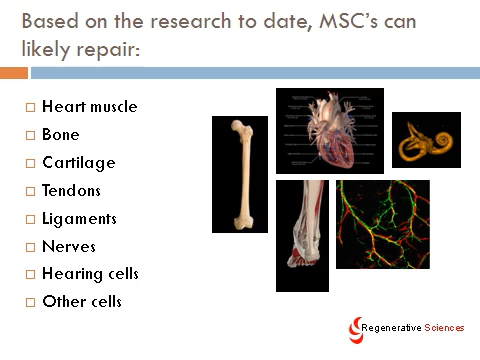 Based on the research to date, MSC's can
likely repair:
Heart muscle
Bone
Cartilage
Tendons
Ligaments
Nerves
Hearing cells
Other cells
Regenerative Sciences